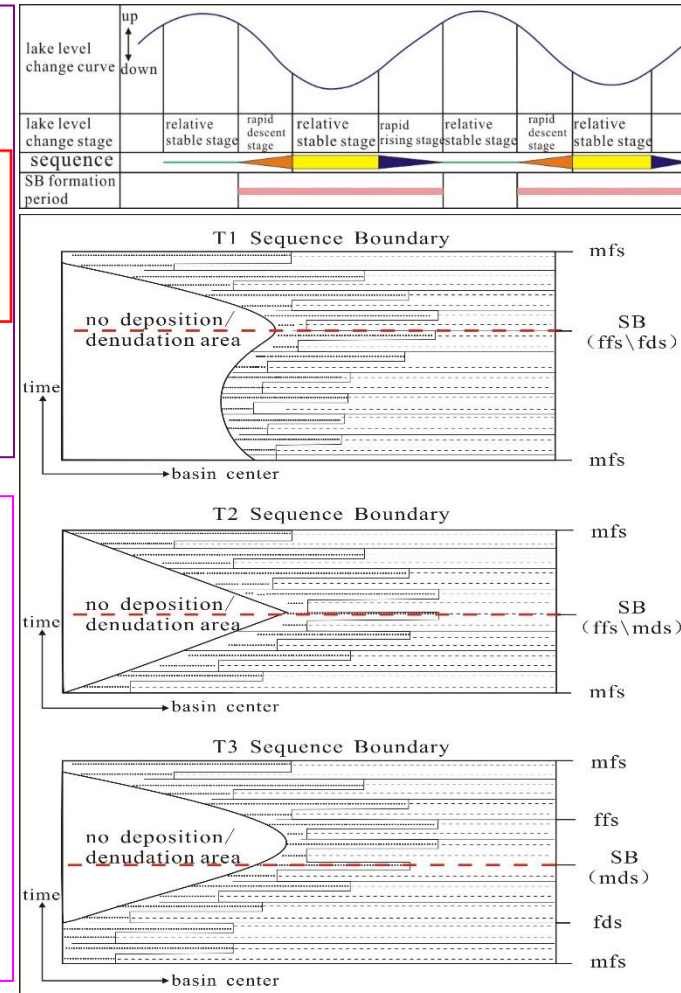 up
lake level
change curve
down
lake level
change stage
relative
stable stage
rapid
descent
stage
relative
stable stage
rapid
rising stage
relative
stable stage
rapid
descent
stage
relative
stable stage
sequence
SB formation
period
T1 Sequence Boundary
mfs
no deposition/
denudation area
SB
(ffs\fds)
time
mfs
basin center
T2 Sequence Boundary
mfs
no deposition/
denudation area
SB
(ffs\mds)
time
mfs
basin center
T3 Sequence Boundary
mfs
ffs
no deposition/
denudation area
SB
(mds)
time
fds
mfs
basin center